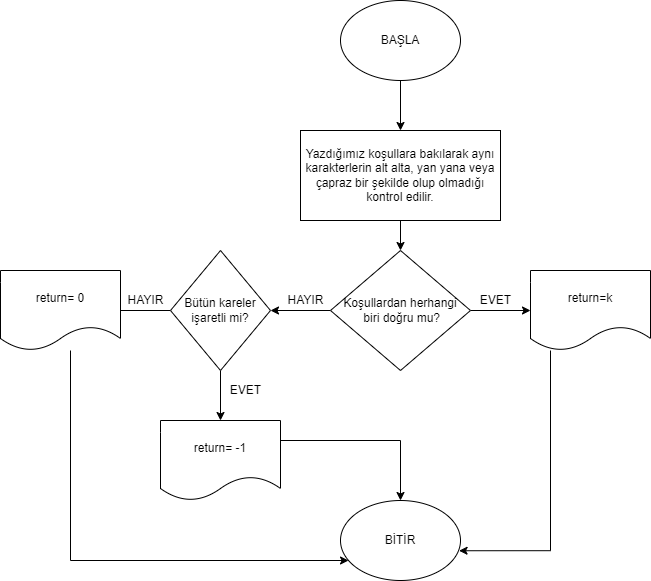 BAŞLA
Yazdığımız koşullara bakılarak aynı
karakterlerin alt alta, yan yana veya
çapraz bir şekilde olup olmadığı
kontrol edilir.
return= 0
HAYIR
Bütün kareler
işaretli mi?
HAYIR
Koşullardan herhangi
biri doğru mu?
EVET
return=k
EVET
return= -1
BİTİR